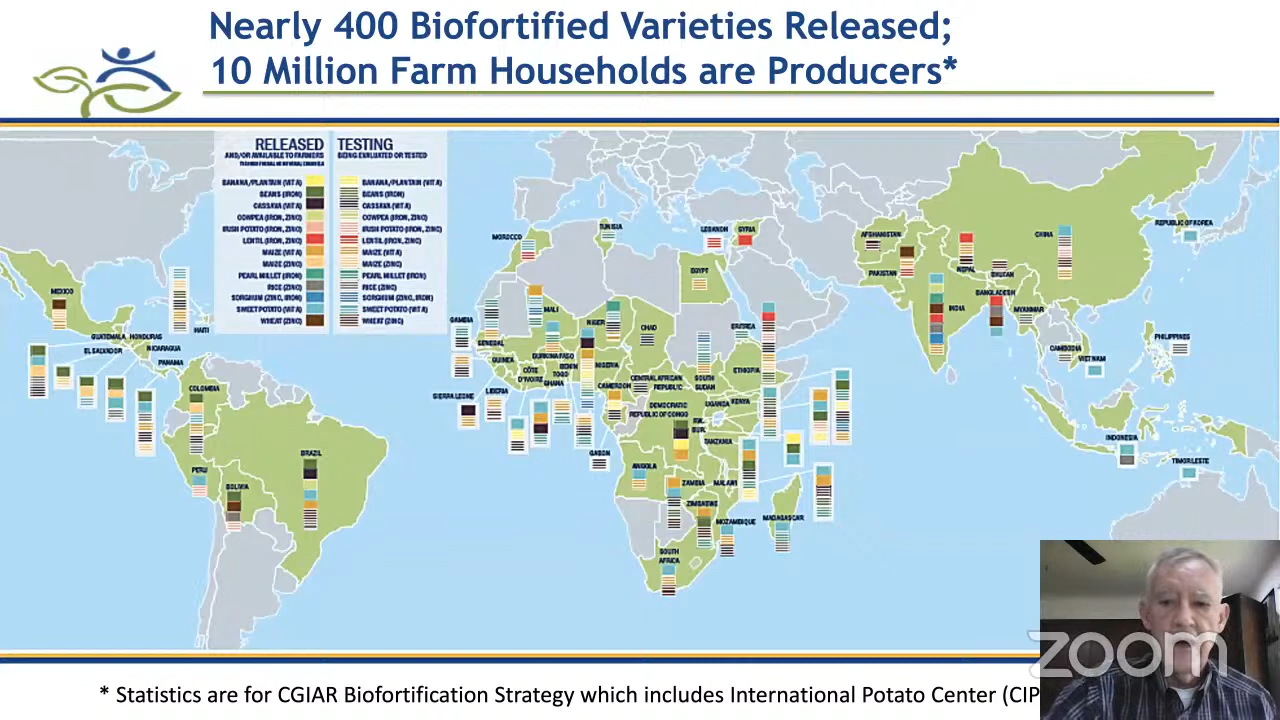 Nearly 400 Biofortified Varieties Released;
10 Million Farm Households are Producers*
RELEASED
AND/OR AVAILABLE TO FARMERS
TESTING
BEING EVALUATED OR TESTED
BANANA/PLANTAIN (VIT A)
BEANS (IRON)
CASSAVA (VIT A)
COWPEA (IRON, ZINC)
IRISH POTATO (IRON, ZINC)
LENTIL (IRON, ZINC)
MAIZE (VIT A)
MAIZE (ZINC)
PEARL MILLET (IRON)
RICE (ZINC)
SORGHUM (ZINC, IRON)
SWEET POTATO (VIT A)
WHEAT (ZINC)
BANANA/PLANTAIN (VIT A)
BEANS (IRON)
CASSAVA (VIT A)
COWPEA (IRON, ZINC)
IRISH POTATO (IRON, ZINC)
LENTIL (IRON, ZINC)
MAIZE (VIT A)
MAIZE (ZINC)
PEARL MILLET (IRON)
RICE (ZINC)
SORGHUM (ZINC, IRON)
SWEET POTATO (VIT A)
WHEAT (ZINC)
MEXICO
HAITI
GUATEMALA
HONDURAS
EL SALVADOR
NICARAGUA
PANAMA
COLOMBIA
PERU
BOLIVIA
BRAZIL
MOROCCO
TUNISIA
LEBANON
SYRIA
EGYPT
GAMBIA
SENEGAL
MALI
NIGER
CHAD
ERITREA
GUINEA
BURKINA FASO
BENIN
NIGERIA
CÔTE
D'IVOIRE
TOGO
GHANA
SIERRA LEONE
LIBERIA
CAMEROON
CENTRAL AFRICAN
REPUBLIC
SOUTH
SUDAN
ETHIOPIA
UGANDA
KENYA
DEMOCRATIC
REPUBLIC OF CONGO
RW.
BUR.
TANZANIA
GABON
ANGOLA
ZAMBIA
MALAWI
ZIMBABWE
MOZAMBIQUE
MADAGASCAR
SOUTH
AFRICA
AFGHANISTAN
PAKISTAN
NEPAL
BHUTAN
CHINA
REPUBLIC OF KOREA
INDIA
BANGLADESH
MYANMAR
CAMBODIA
VIETNAM
PHILIPPINES
INDONESIA
TIMOR LESTE
zoom
* Statistics are for CGIAR Biofortification Strategy which includes International Potato Center (CIP